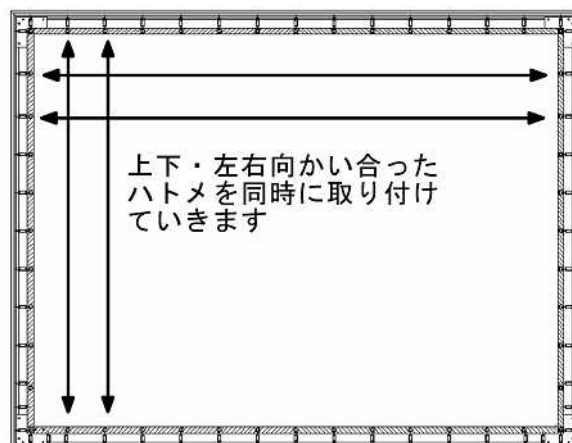 上下・左右向かい合った
ハトメを同時に取り付け
ていきます